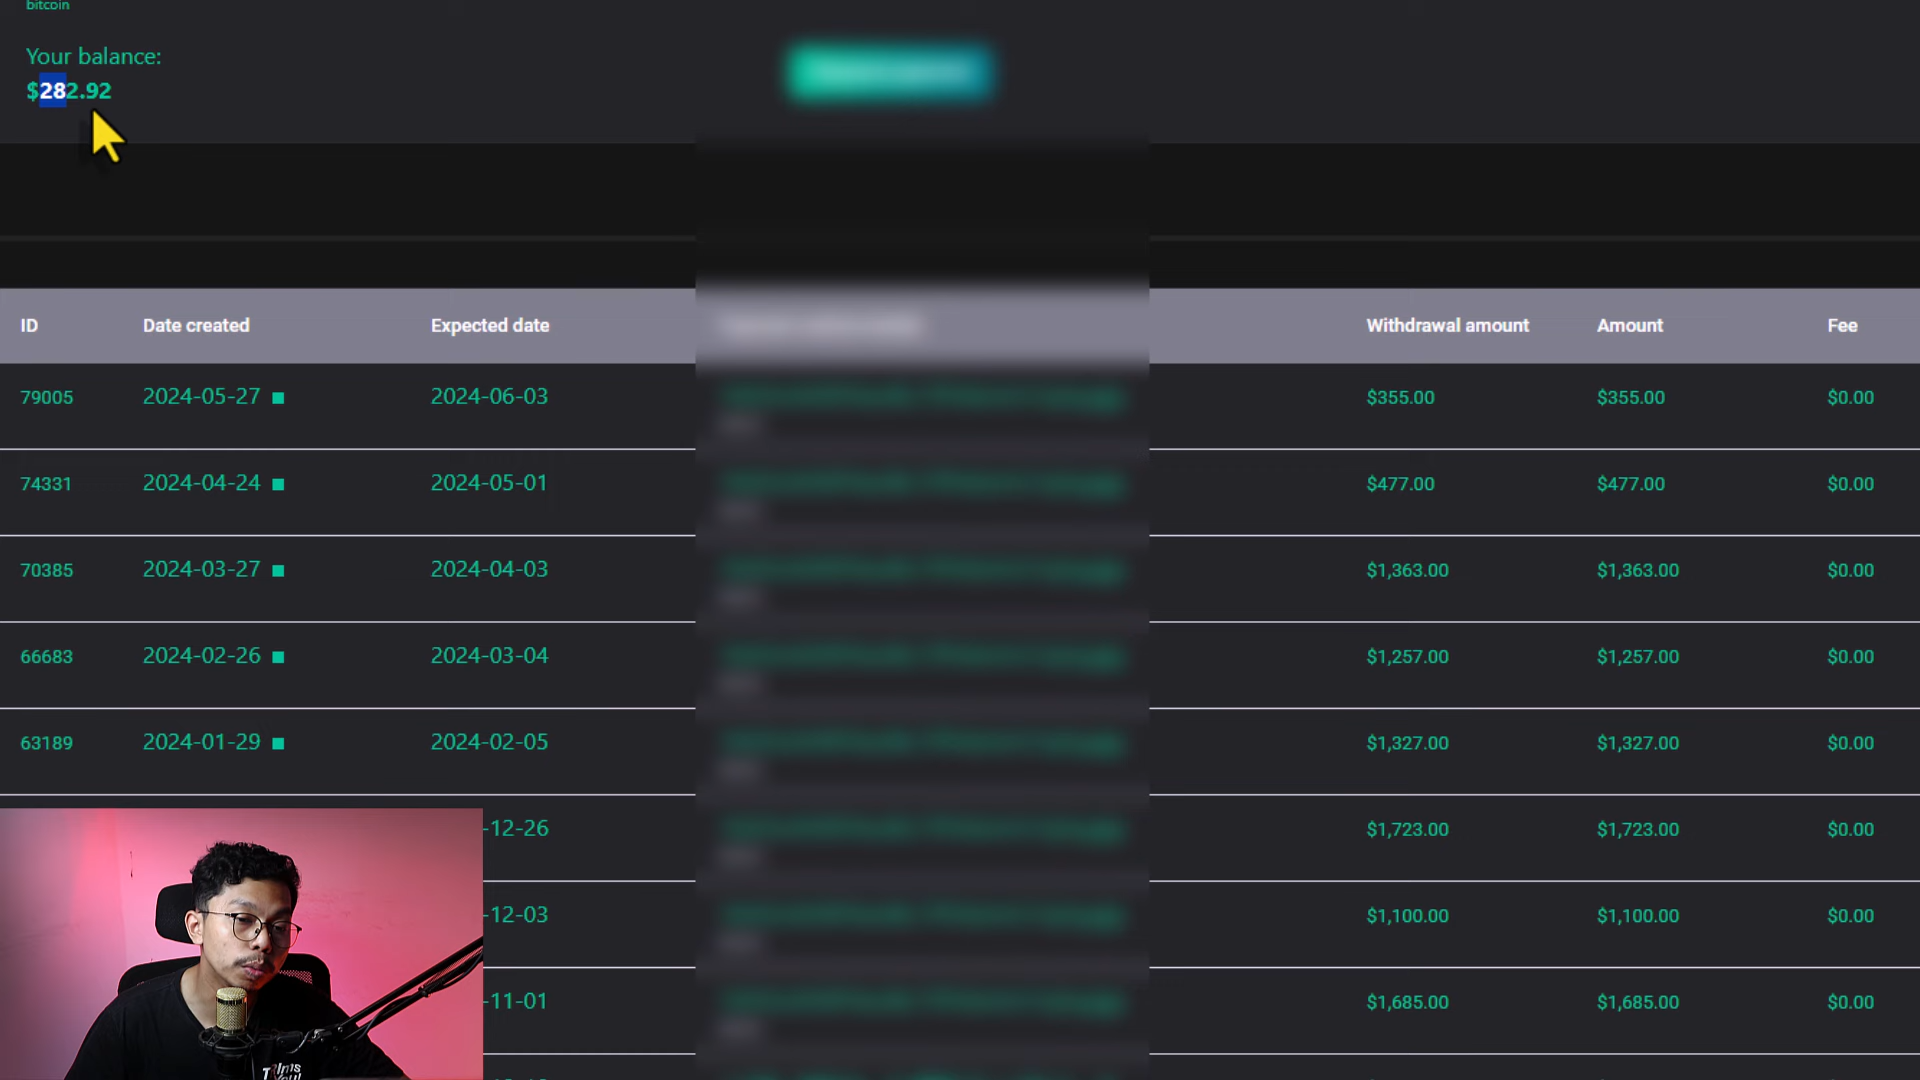 bitcoin
Your balance:
$282.92
ID Date created Expected date Withdrawal amount Amount Fee
79005 2024-05-27 2024-06-03 $355.00 $355.00 $0.00
74331 2024-04-24 2024-05-01 $477.00 $477.00 $0.00
70385 2024-03-27 2024-04-03 $1,363.00 $1,363.00 $0.00
66683 2024-02-26 2024-03-04 $1,257.00 $1,257.00 $0.00
63189 2024-01-29 2024-02-05 $1,327.00 $1,327.00 $0.00
-12-26 $1,723.00 $1,723.00 $0.00
-12-03 $1,100.00 $1,100.00 $0.00
-11-01 $1,685.00 $1,685.00 $0.00